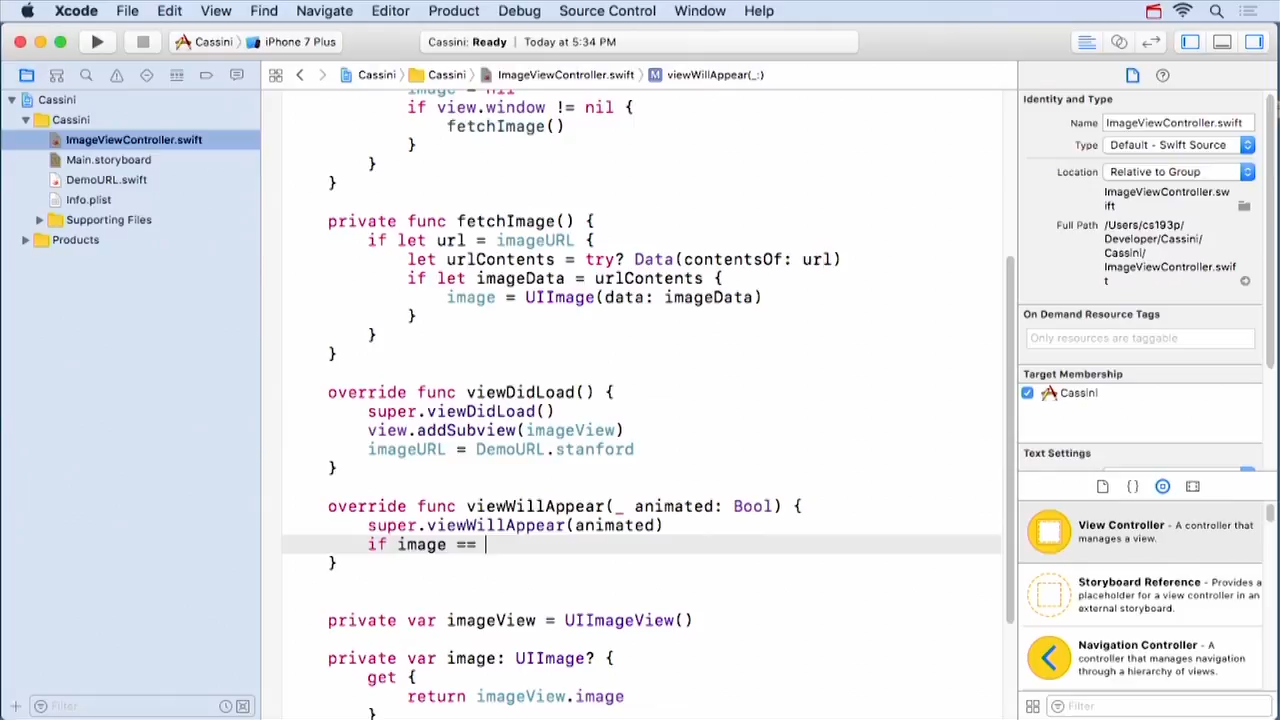 Xcode File Edit View Find Navigate Editor Product Debug Source Control Window Help
Cassini iPhone 7 Plus Cassini: Ready | Today at 5:34 PM
Cassini Cassini ImageViewController.swift M viewWillAppear(_:)
Cassini
Cassini
ImageViewController.swift
Main.storyboard
DemoURL.swift
Info.plist
Supporting Files
Products
Filter
image = nil
if view.window != nil {
fetchImage()
}
}
}
private func fetchImage() {
if let url = imageURL {
let urlContents = try? Data(contentsOf: url)
if let imageData = urlContents {
image = UIImage(data: imageData)
}
}
}
override func viewDidLoad() {
super.viewDidLoad()
view.addSubview(imageView)
imageURL = DemoURL.stanford
}
override func viewWillAppear(_ animated: Bool) {
super.viewWillAppear(animated)
if image ==
}
private var imageView = UIImageView()
private var image: UIImage? {
get {
return imageView.image
}
Identity and Type
Name ImageViewController.swift
Type Default - Swift Source
Location Relative to Group
ImageViewController.sw
ift
Full Path /Users/cs193p/
Developer/Cassini/
Cassini/
ImageViewController.swif
t
On Demand Resource Tags
Only resources are taggable
Target Membership
Cassini
Text Settings
{ }
View Controller - A controller that
manages a view.
Storyboard Reference - Provides a
placeholder for a view controller in an
external storyboard.
Navigation Controller - A
controller that manages navigation
through a hierarchy of views.
Filter